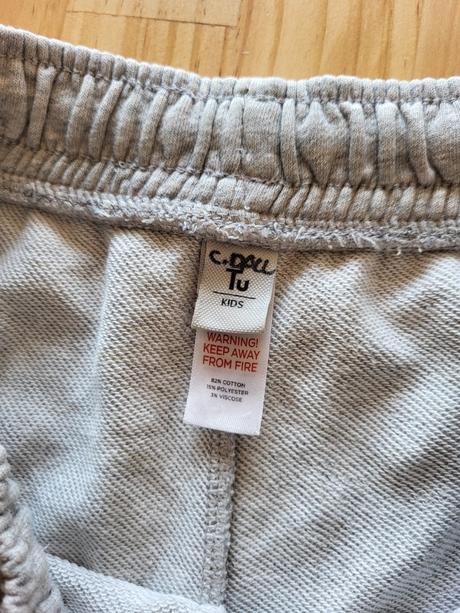 C.DALL
Tu
KIDS
WARNING!
KEEP AWAY
FROM FIRE
82% COTTON
15% POLYESTER
3% VISCOSE